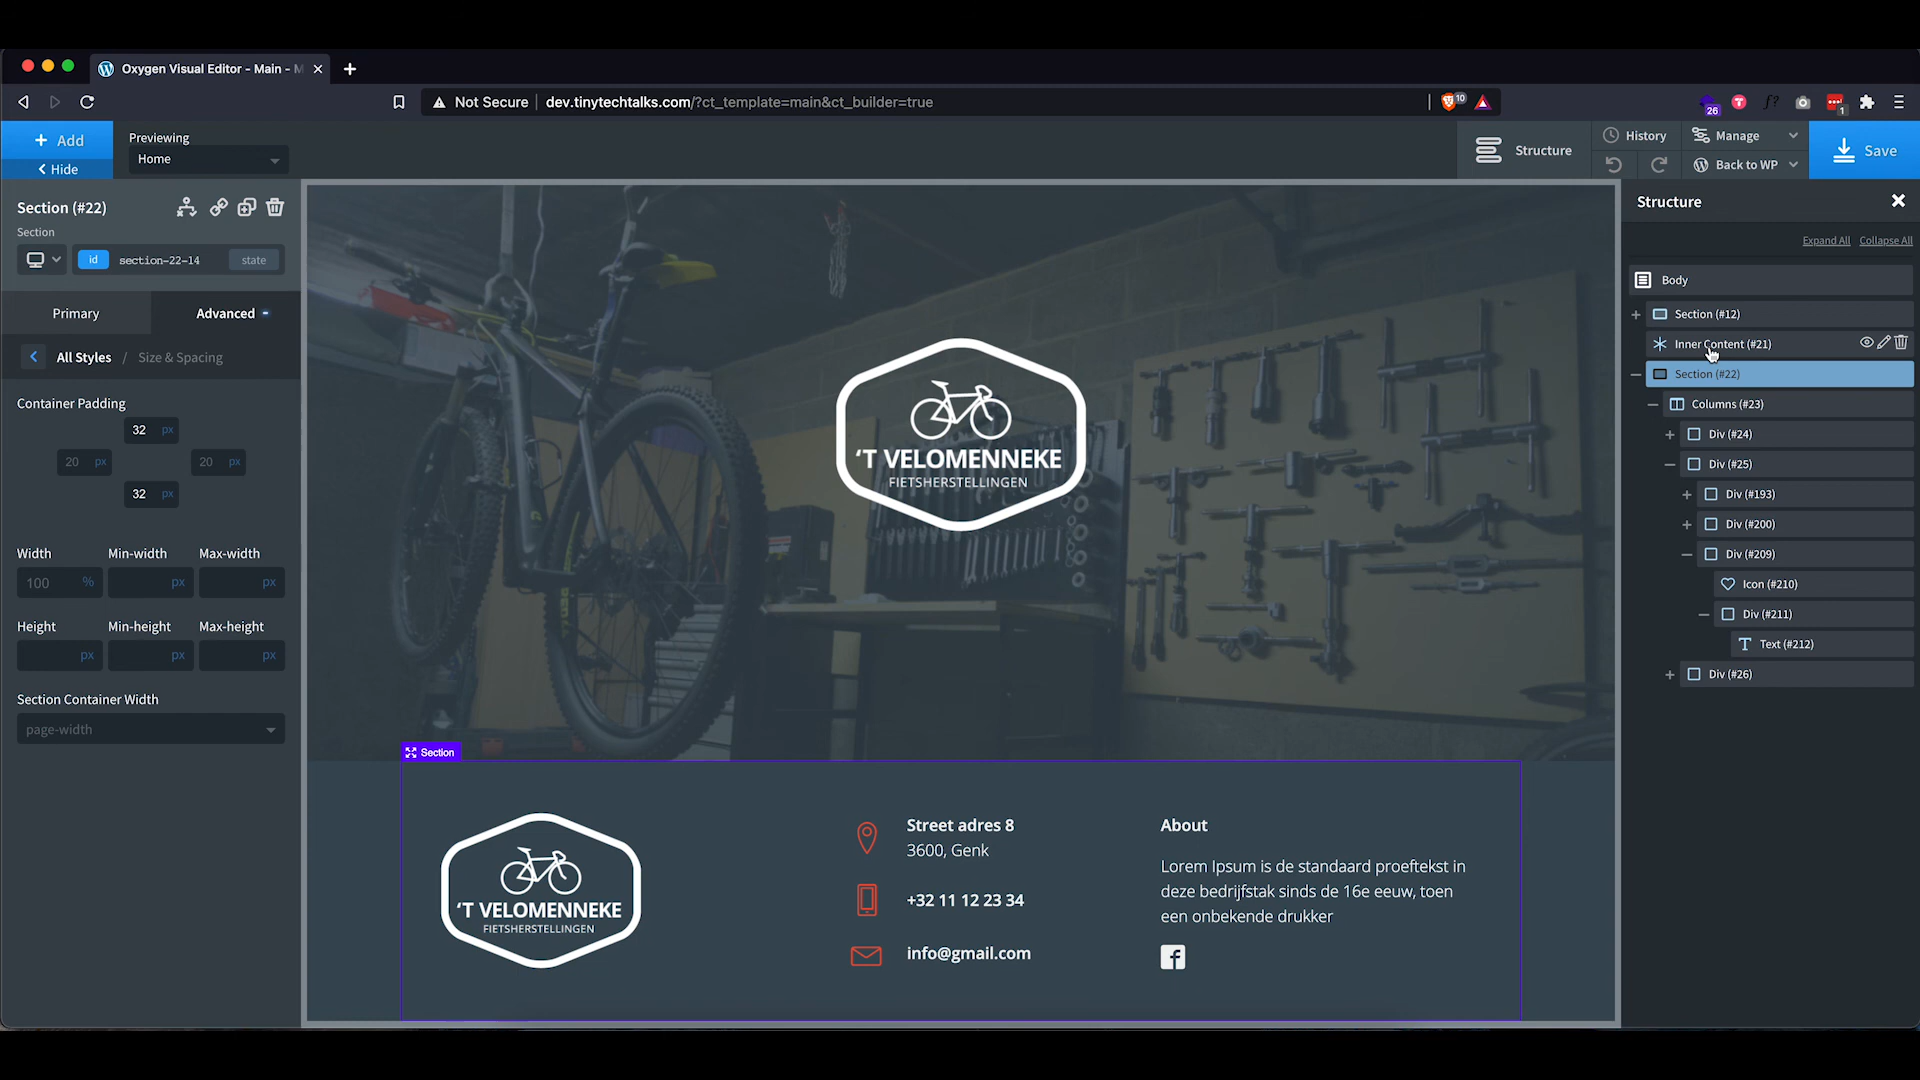 Oxygen Visual Editor - Main - M
Not Secure
dev.tinytechtalks.com/?ct_template=main&ct_builder=true
10
26
1
+ Add
Hide
Previewing
Home
Structure
History
Manage
Back to WP
Save
Section (#22)
Section
id
section-22-14
state
Primary
Advanced
All Styles / Size & Spacing
Container Padding
32 px
20 px
20 px
32 px
Width
Min-width
Max-width
100 %
px
px
Height
Min-height
Max-height
px
px
px
Section Container Width
page-width
'T VELOMENNEKE
FIETSHERSTELLINGEN
Section
'T VELOMENNEKE
FIETSHERSTELLINGEN
Street adres 8
3600, Genk
+32 11 12 23 34
info@gmail.com
About
Lorem Ipsum is de standaard proeftekst in
deze bedrijfstak sinds de 16e eeuw, toen
een onbekende drukker
Structure
Expand All
Collapse All
Body
Section (#12)
Inner Content (#21)
Section (#22)
Columns (#23)
Div (#24)
Div (#25)
Div (#193)
Div (#200)
Div (#209)
Icon (#210)
Div (#211)
Text (#212)
Div (#26)